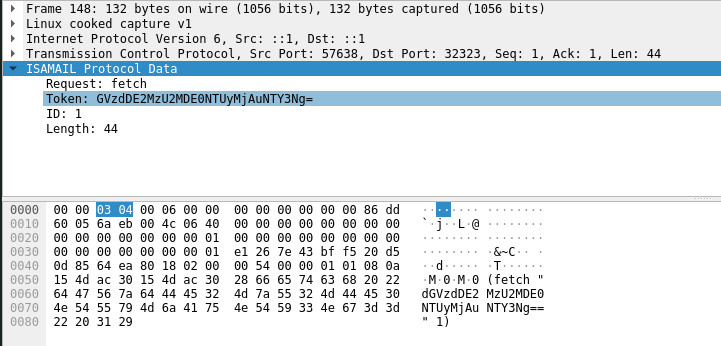 Frame 148: 132 bytes on wire (1056 bits), 132 bytes captured (1056 bits)
Linux cooked capture v1
Internet Protocol Version 6, Src: ::1, Dst: ::1
Transmission Control Protocol, Src Port: 57638, Dst Port: 32323, Seq: 1, Ack: 1, Len: 44
ISAMAIL Protocol Data
Request: fetch
Token: GVzdDE2MzU2MDE0NTUyMjAuNTY3Ng=
ID: 1
Length: 44
0000 00 00 03 04 00 06 00 00 00 00 00 00 00 00 86 dd ········ ········
0010 60 05 6a eb 00 4c 06 40 00 00 00 00 00 00 00 00 `·j··L·@ ········
0020 00 00 00 00 00 00 00 01 00 00 00 00 00 00 00 00 ········ ········
0030 00 00 00 00 00 00 00 01 e1 26 7e 43 bf f5 20 d5 ········ ·&~C·· ·
0040 0d 85 64 ea 80 18 02 00 00 54 00 00 01 01 08 0a ··d····· ·T······
0050 15 4d ac 30 15 4d ac 30 28 66 65 74 63 68 20 22 ·M·0·M·0 (fetch "
0060 64 47 56 7a 64 44 45 32 4d 7a 55 32 4d 44 45 30 dGVzdDE2 MzU2MDE0
0070 4e 54 55 79 4d 6a 41 75 4e 54 59 33 4e 67 3d 3d NTUyMjAu NTY3Ng==
0080 22 20 31 29 " 1)